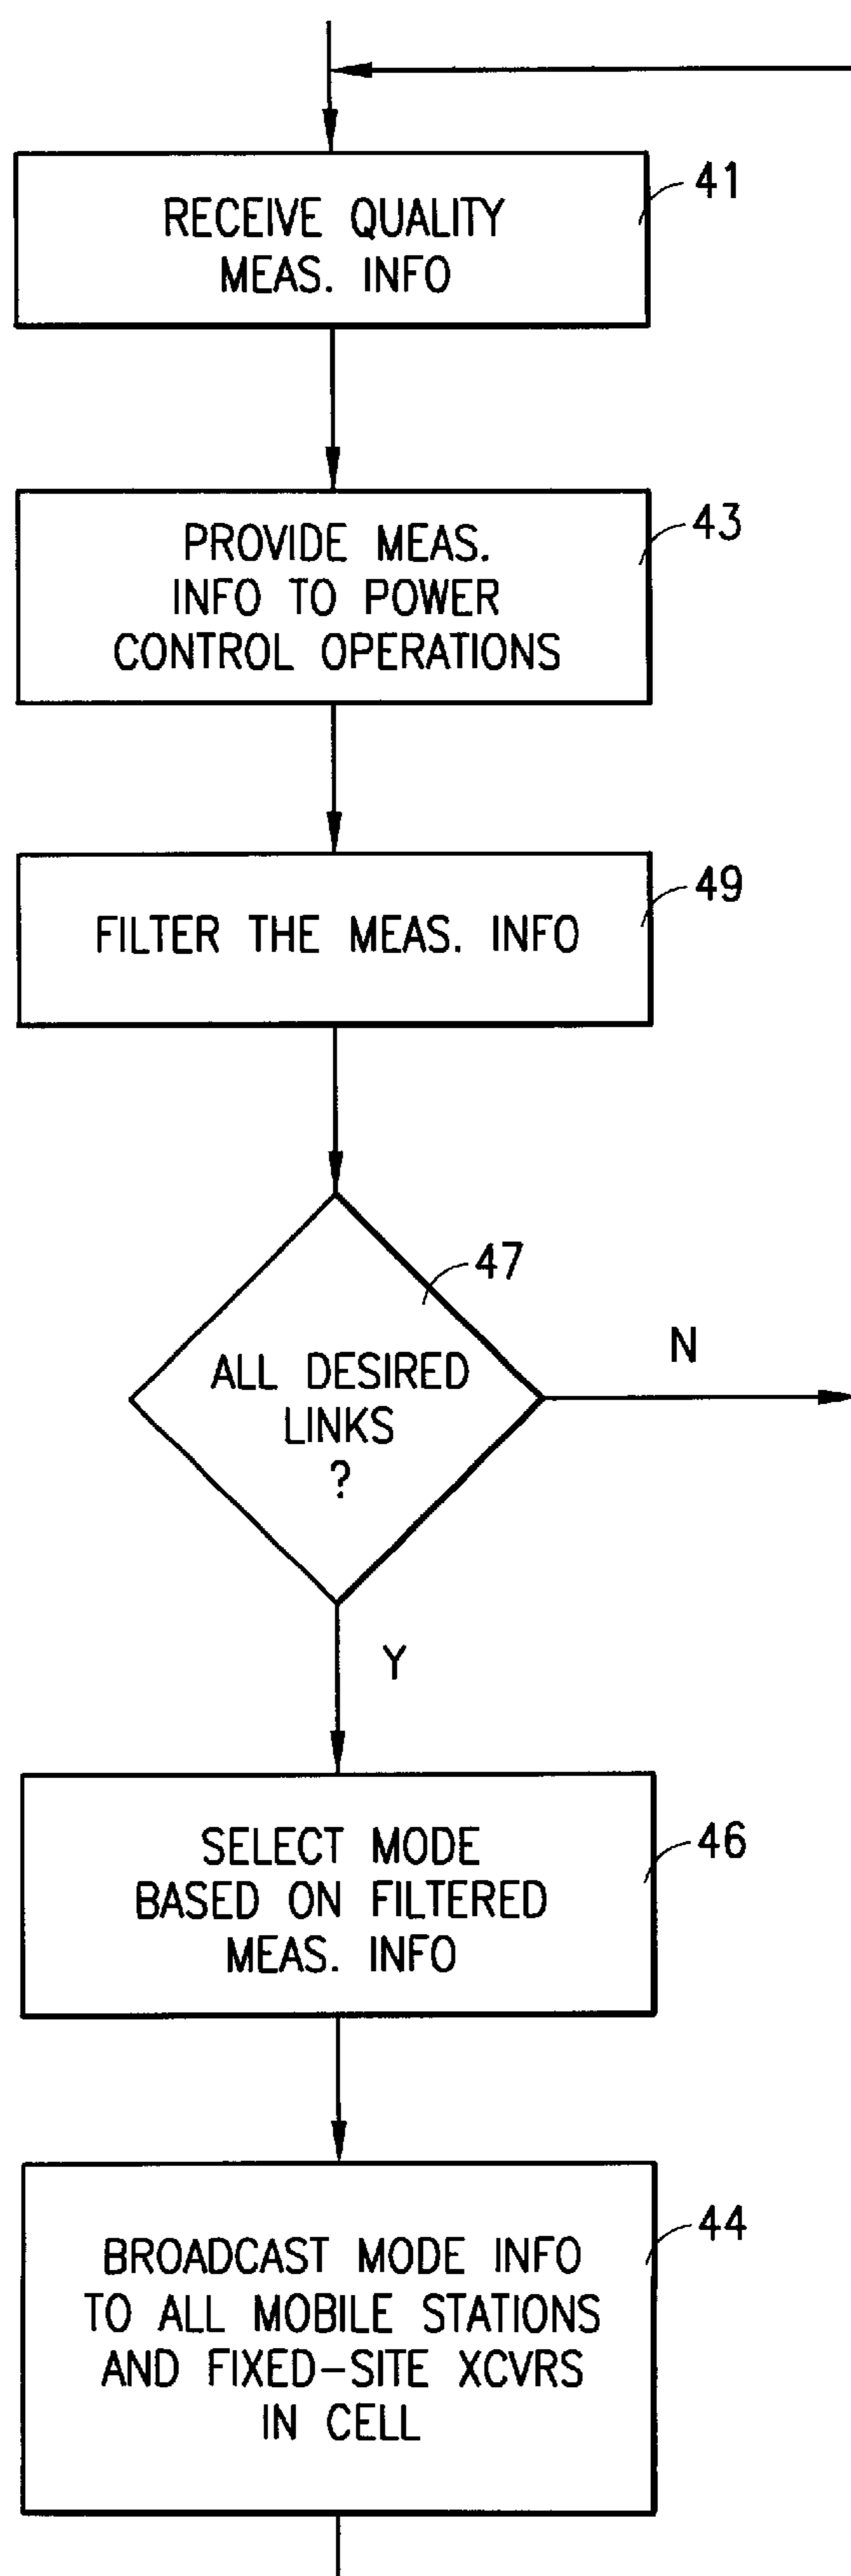 41
RECEIVE QUALITY
MEAS. INFO
43
PROVIDE MEAS.
INFO TO POWER
CONTROL OPERATIONS
49
FILTER THE MEAS. INFO
47
ALL DESIRED
LINKS
?
N
Y
46
SELECT MODE
BASED ON FILTERED
MEAS. INFO
44
BROADCAST MODE INFO
TO ALL MOBILE STATIONS
AND FIXED-SITE XCVRS
IN CELL